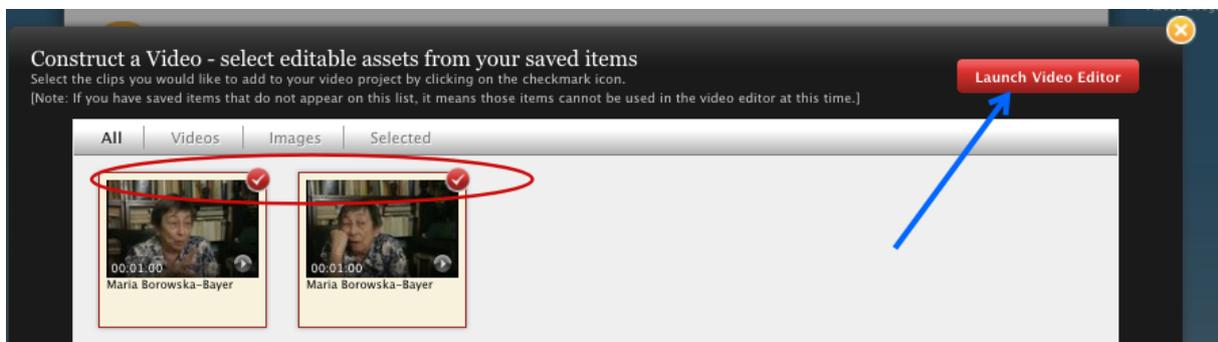 Construct a Video - select editable assets from your saved items
Select the clips you would like to add to your video project by clicking on the checkmark icon.
[Note: If you have saved items that do not appear on this list, it means those items cannot be used in the video editor at this time.]
Launch Video Editor
All Videos Images Selected
00:01:00 00:01:00
Maria Borowska-Bayer Maria Borowska-Bayer